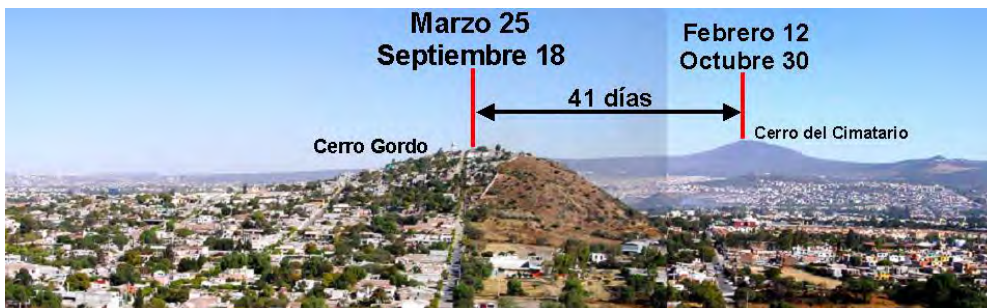 Marzo 25
Septiembre 18
Febrero 12
Octubre 30
41 días
Cerro Gordo
Cerro del Cimatario